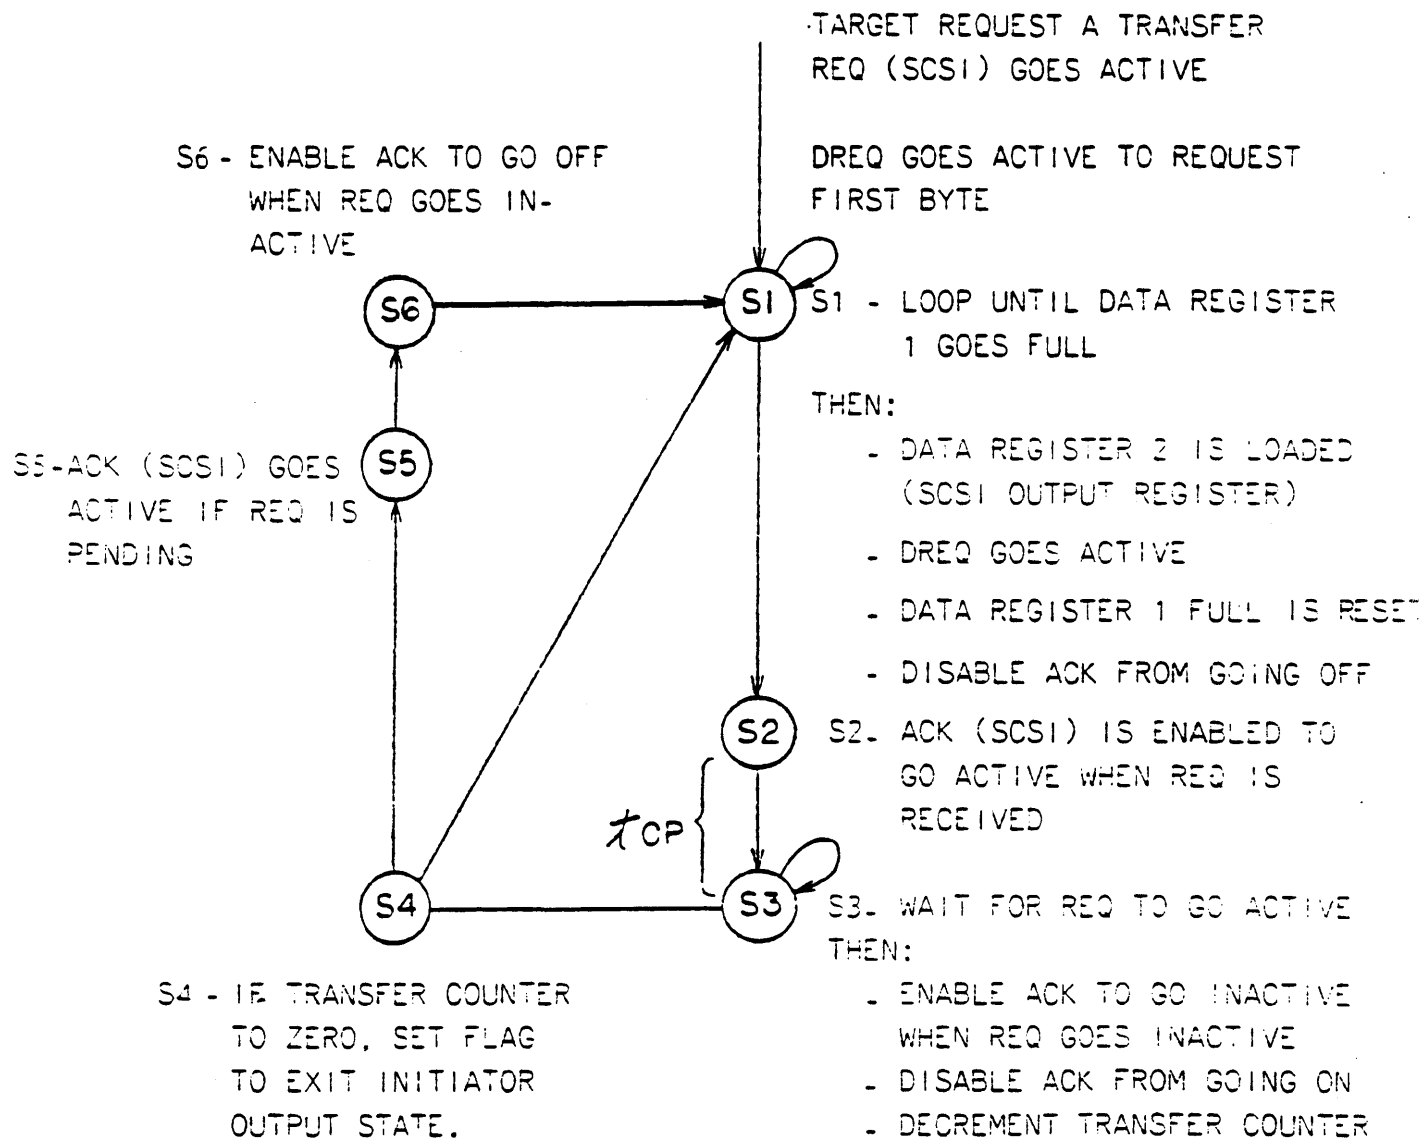 TARGET REQUEST A TRANSFER
REQ (SCSI) GOES ACTIVE
DREQ GOES ACTIVE TO REQUEST
FIRST BYTE
S6 - ENABLE ACK TO GO OFF
WHEN REQ GOES IN-
ACTIVE
S6
S1
S1 - LOOP UNTIL DATA REGISTER
1 GOES FULL
THEN:
- DATA REGISTER 2 IS LOADED
(SCSI OUTPUT REGISTER)
- DREQ GOES ACTIVE
- DATA REGISTER 1 FULL IS RESET
- DISABLE ACK FROM GOING OFF
S5
S5-ACK (SCSI) GOES
ACTIVE IF REQ IS
PENDING
S2
S2- ACK (SCSI) IS ENABLED TO
GO ACTIVE WHEN REQ IS
RECEIVED
tCP
S4
S3
S3- WAIT FOR REQ TO GO ACTIVE
THEN:
- ENABLE ACK TO GO INACTIVE
WHEN REQ GOES INACTIVE
- DISABLE ACK FROM GOING ON
- DECREMENT TRANSFER COUNTER
S4 - IF TRANSFER COUNTER
TO ZERO, SET FLAG
TO EXIT INITIATOR
OUTPUT STATE.